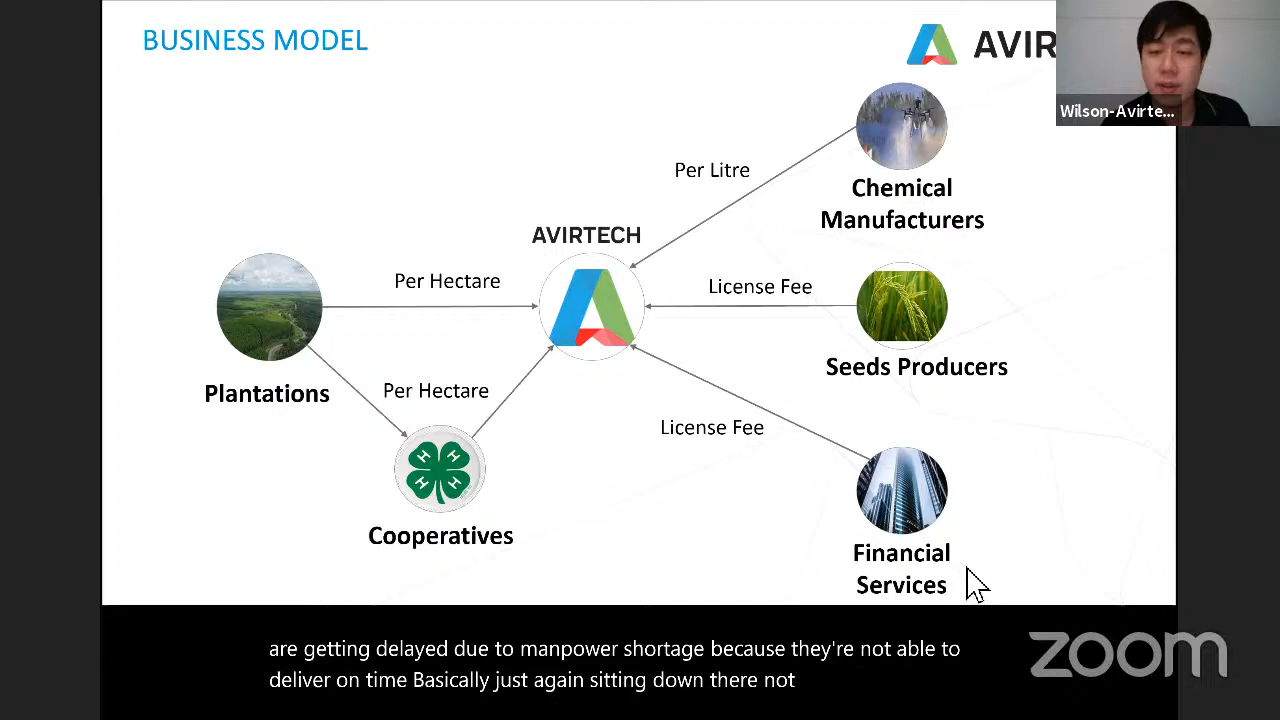 BUSINESS MODEL
AVIR
Wilson-Avirte...
Per Litre
Chemical
Manufacturers
AVIRTECH
Per Hectare
License Fee
Plantations
Seeds Producers
Per Hectare
License Fee
H H
H H
Cooperatives
Financial
Services
are getting delayed due to manpower shortage because they're not able to
deliver on time Basically just again sitting down there not
zoom